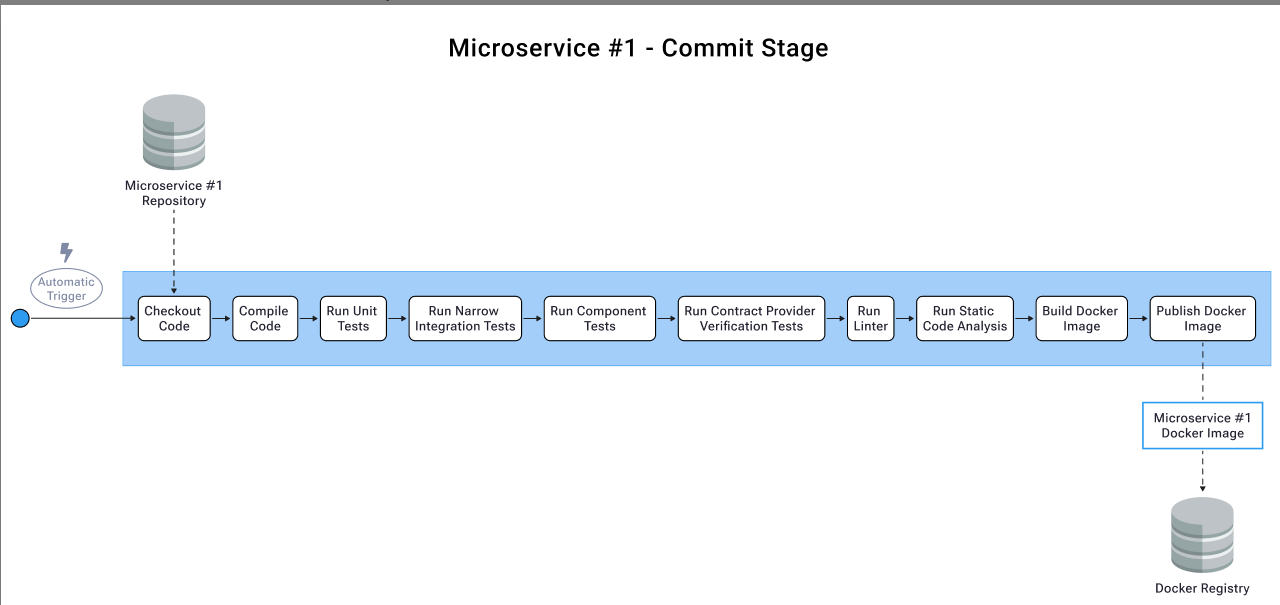 Microservice #1 - Commit Stage
Microservice #1
Repository
Automatic
Trigger
Checkout
Code
Compile
Code
Run Unit
Tests
Run Narrow
Integration Tests
Run Component
Tests
Run Contract Provider
Verification Tests
Run
Linter
Run Static
Code Analysis
Build Docker
Image
Publish Docker
Image
Microservice #1
Docker Image
Docker Registry